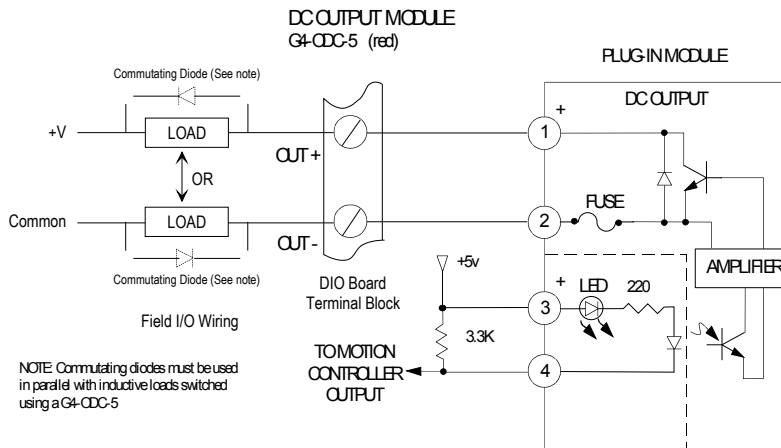 DC OUTPUT MODULE
G4-ODC-5 (red)
PLUG-IN MODULE
DC OUTPUT
Commutating Diode (See note)
+V
LOAD
OUT +
1
+
OR
FUSE
Common
LOAD
OUT -
2
Commutating Diode (See note)
DIO Board
Terminal Block
Field I/O Wiring
+5v
AMPLIFIER
+
LED
220
3
3.3K
4
TO MOTION
CONTROLLER
OUTPUT
NOTE: Commutating diodes must be used
in parallel with inductive loads switched
using a G4-ODC-5